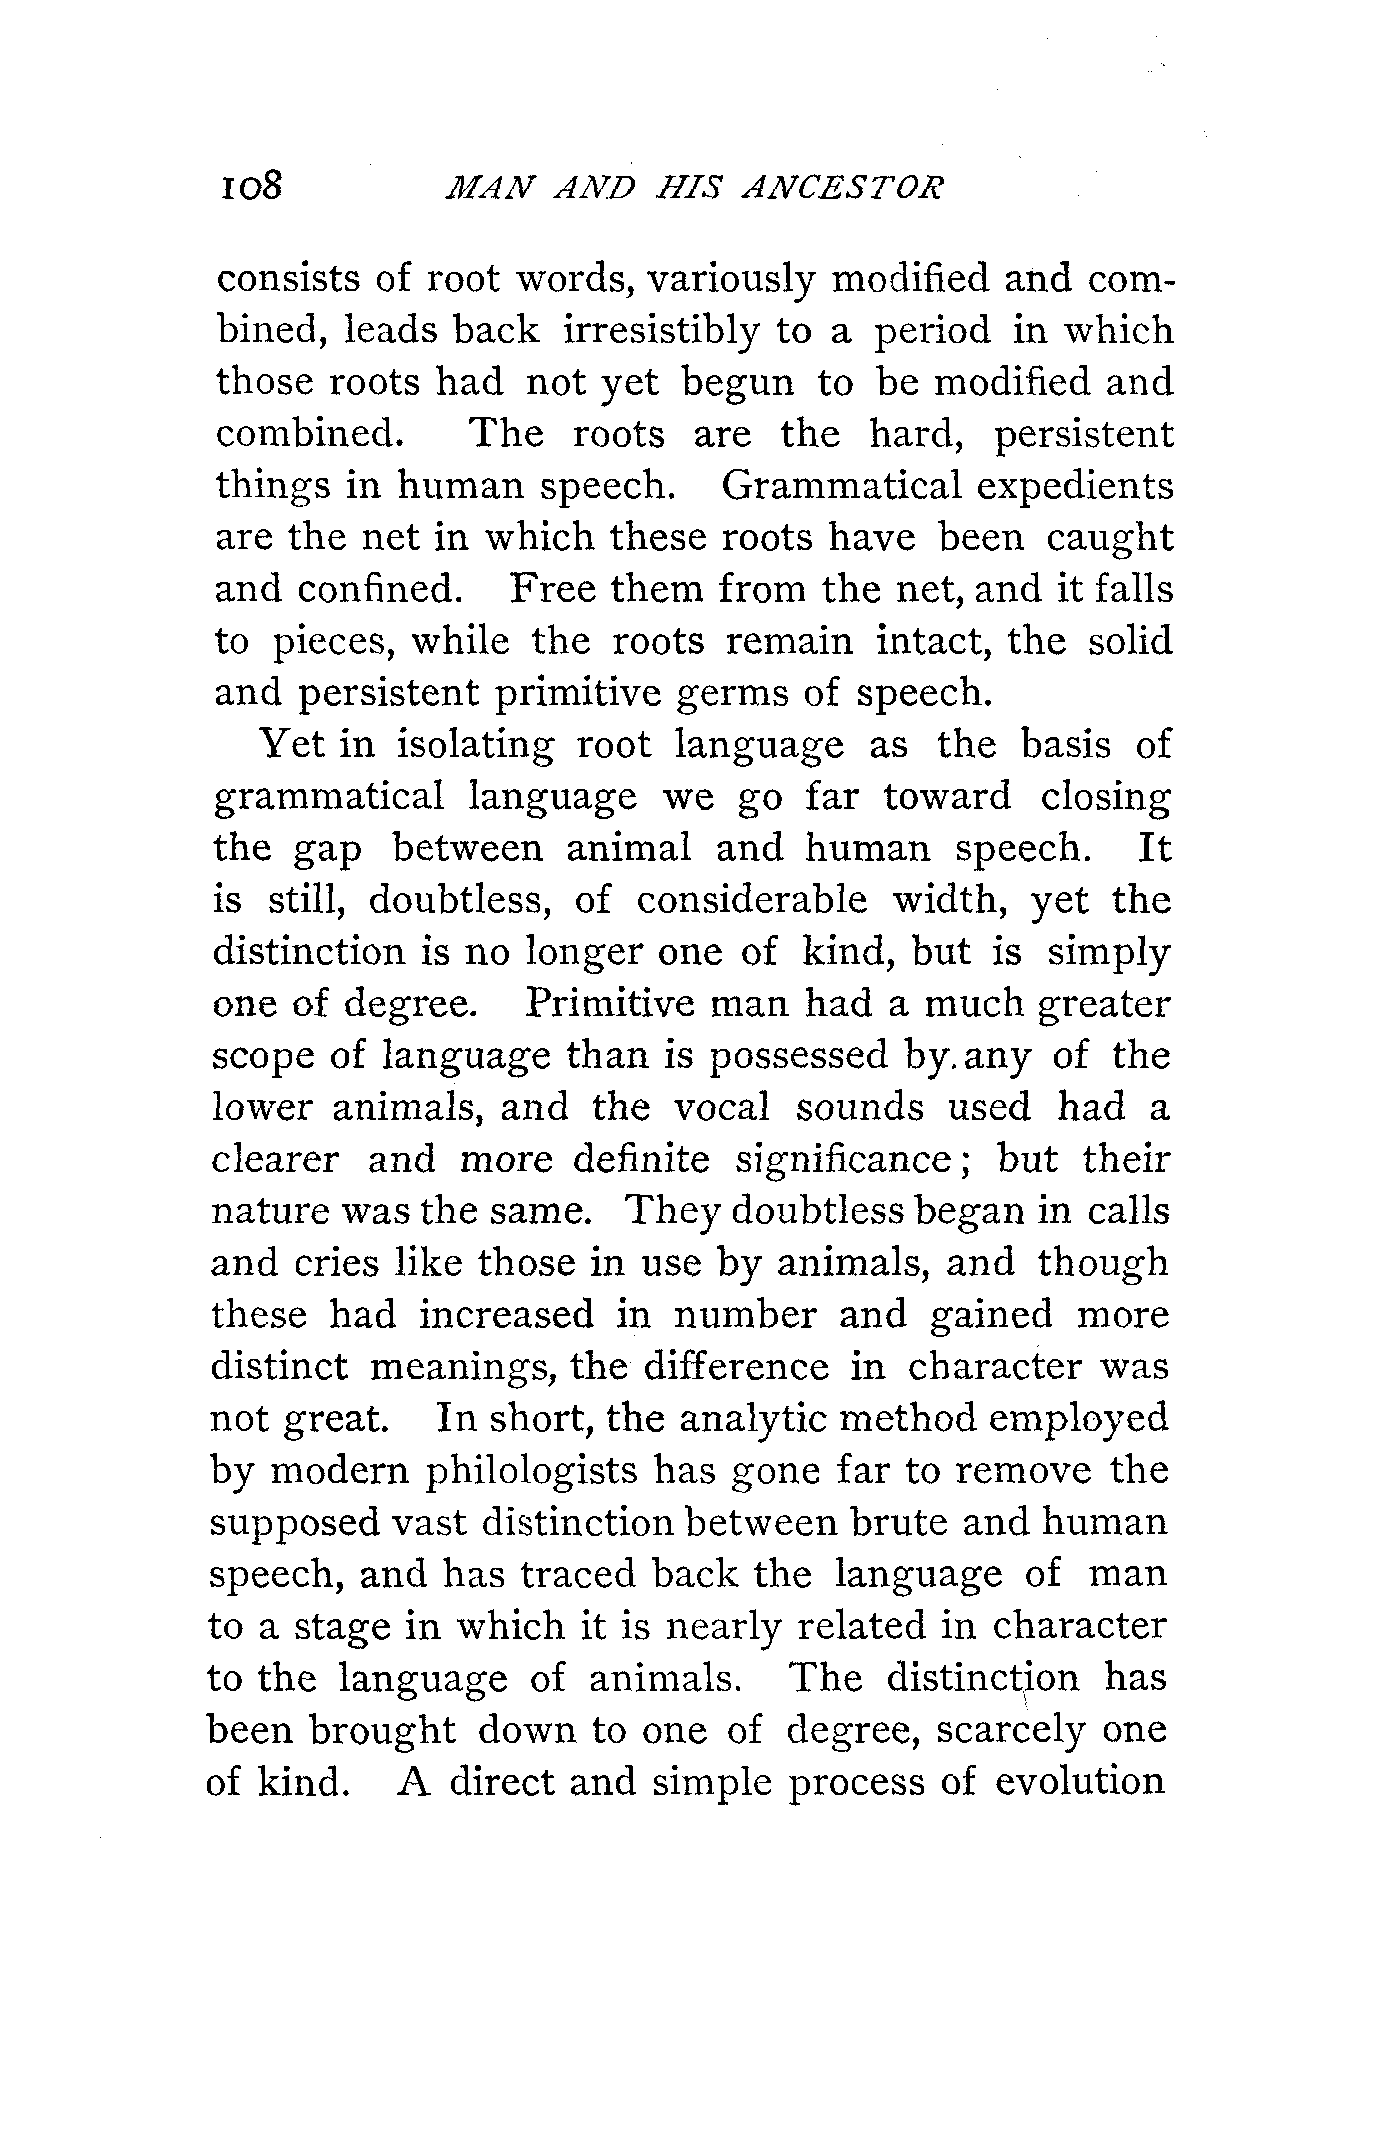 108 MAN AND HIS ANCESTOR
consists of root words, variously modified and com-
bined, leads back irresistibly to a period in which
those roots had not yet begun to be modified and
combined. The roots are the hard, persistent
things in human speech. Grammatical expedients
are the net in which these roots have been caught
and confined. Free them from the net, and it falls
to pieces, while the roots remain intact, the solid
and persistent primitive germs of speech.
Yet in isolating root language as the basis of
grammatical language we go far toward closing
the gap between animal and human speech. It
is still, doubtless, of considerable width, yet the
distinction is no longer one of kind, but is simply
one of degree. Primitive man had a much greater
scope of language than is possessed by any of the
lower animals, and the vocal sounds used had a
clearer and more definite significance; but their
nature was the same. They doubtless began in calls
and cries like those in use by animals, and though
these had increased in number and gained more
distinct meanings, the difference in character was
not great. In short, the analytic method employed
by modern philologists has gone far to remove the
supposed vast distinction between brute and human
speech, and has traced back the language of man
to a stage in which it is nearly related in character
to the language of animals. The distinction has
been brought down to one of degree, scarcely one
of kind. A direct and simple process of evolution